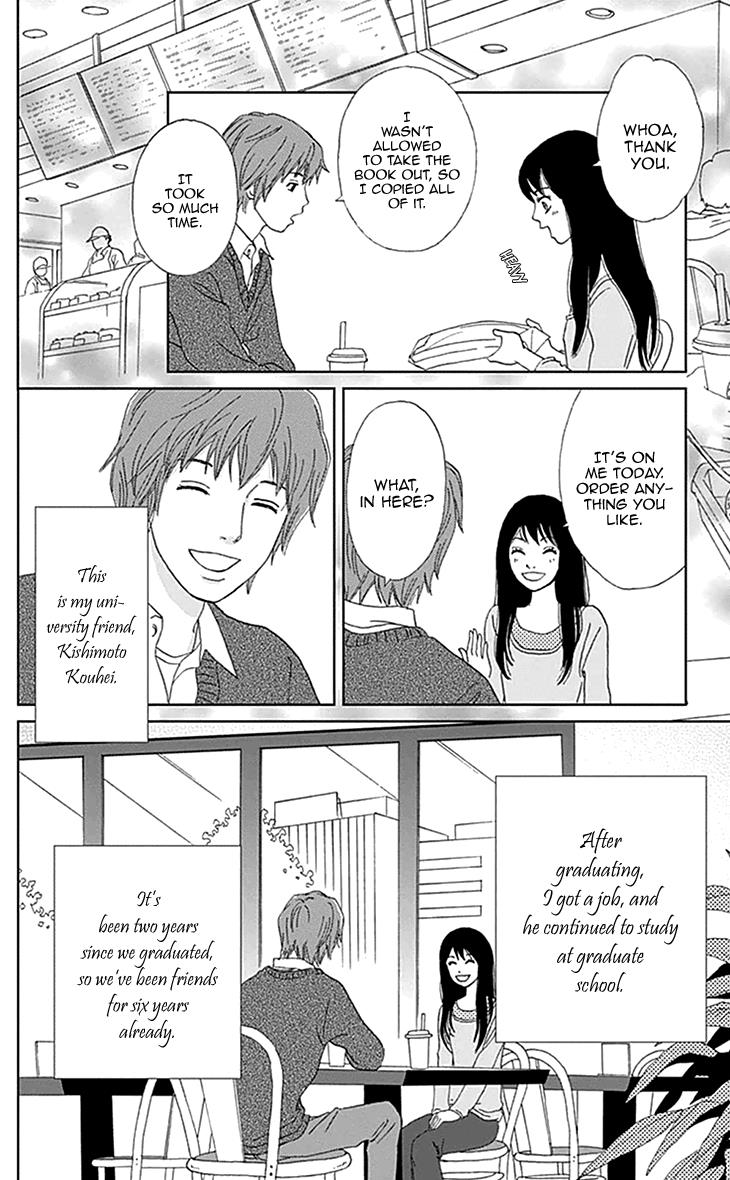 WHOA,
THANK
YOU.
I
WASN'T
ALLOWED
TO TAKE THE
BOOK OUT, SO
I COPIED ALL
OF IT.
IT
TOOK
SO MUCH
TIME.
HEAVY
IT'S ON
ME TODAY.
ORDER ANY-
THING YOU
LIKE.
WHAT,
IN HERE?
This
is my uni-
versity friend,
Kishimoto
Kouhei.
After
graduating,
I got a job, and
he continued to study
at graduate
school.
It's
been two years
since we graduated,
so we've been friends
for six years
already.